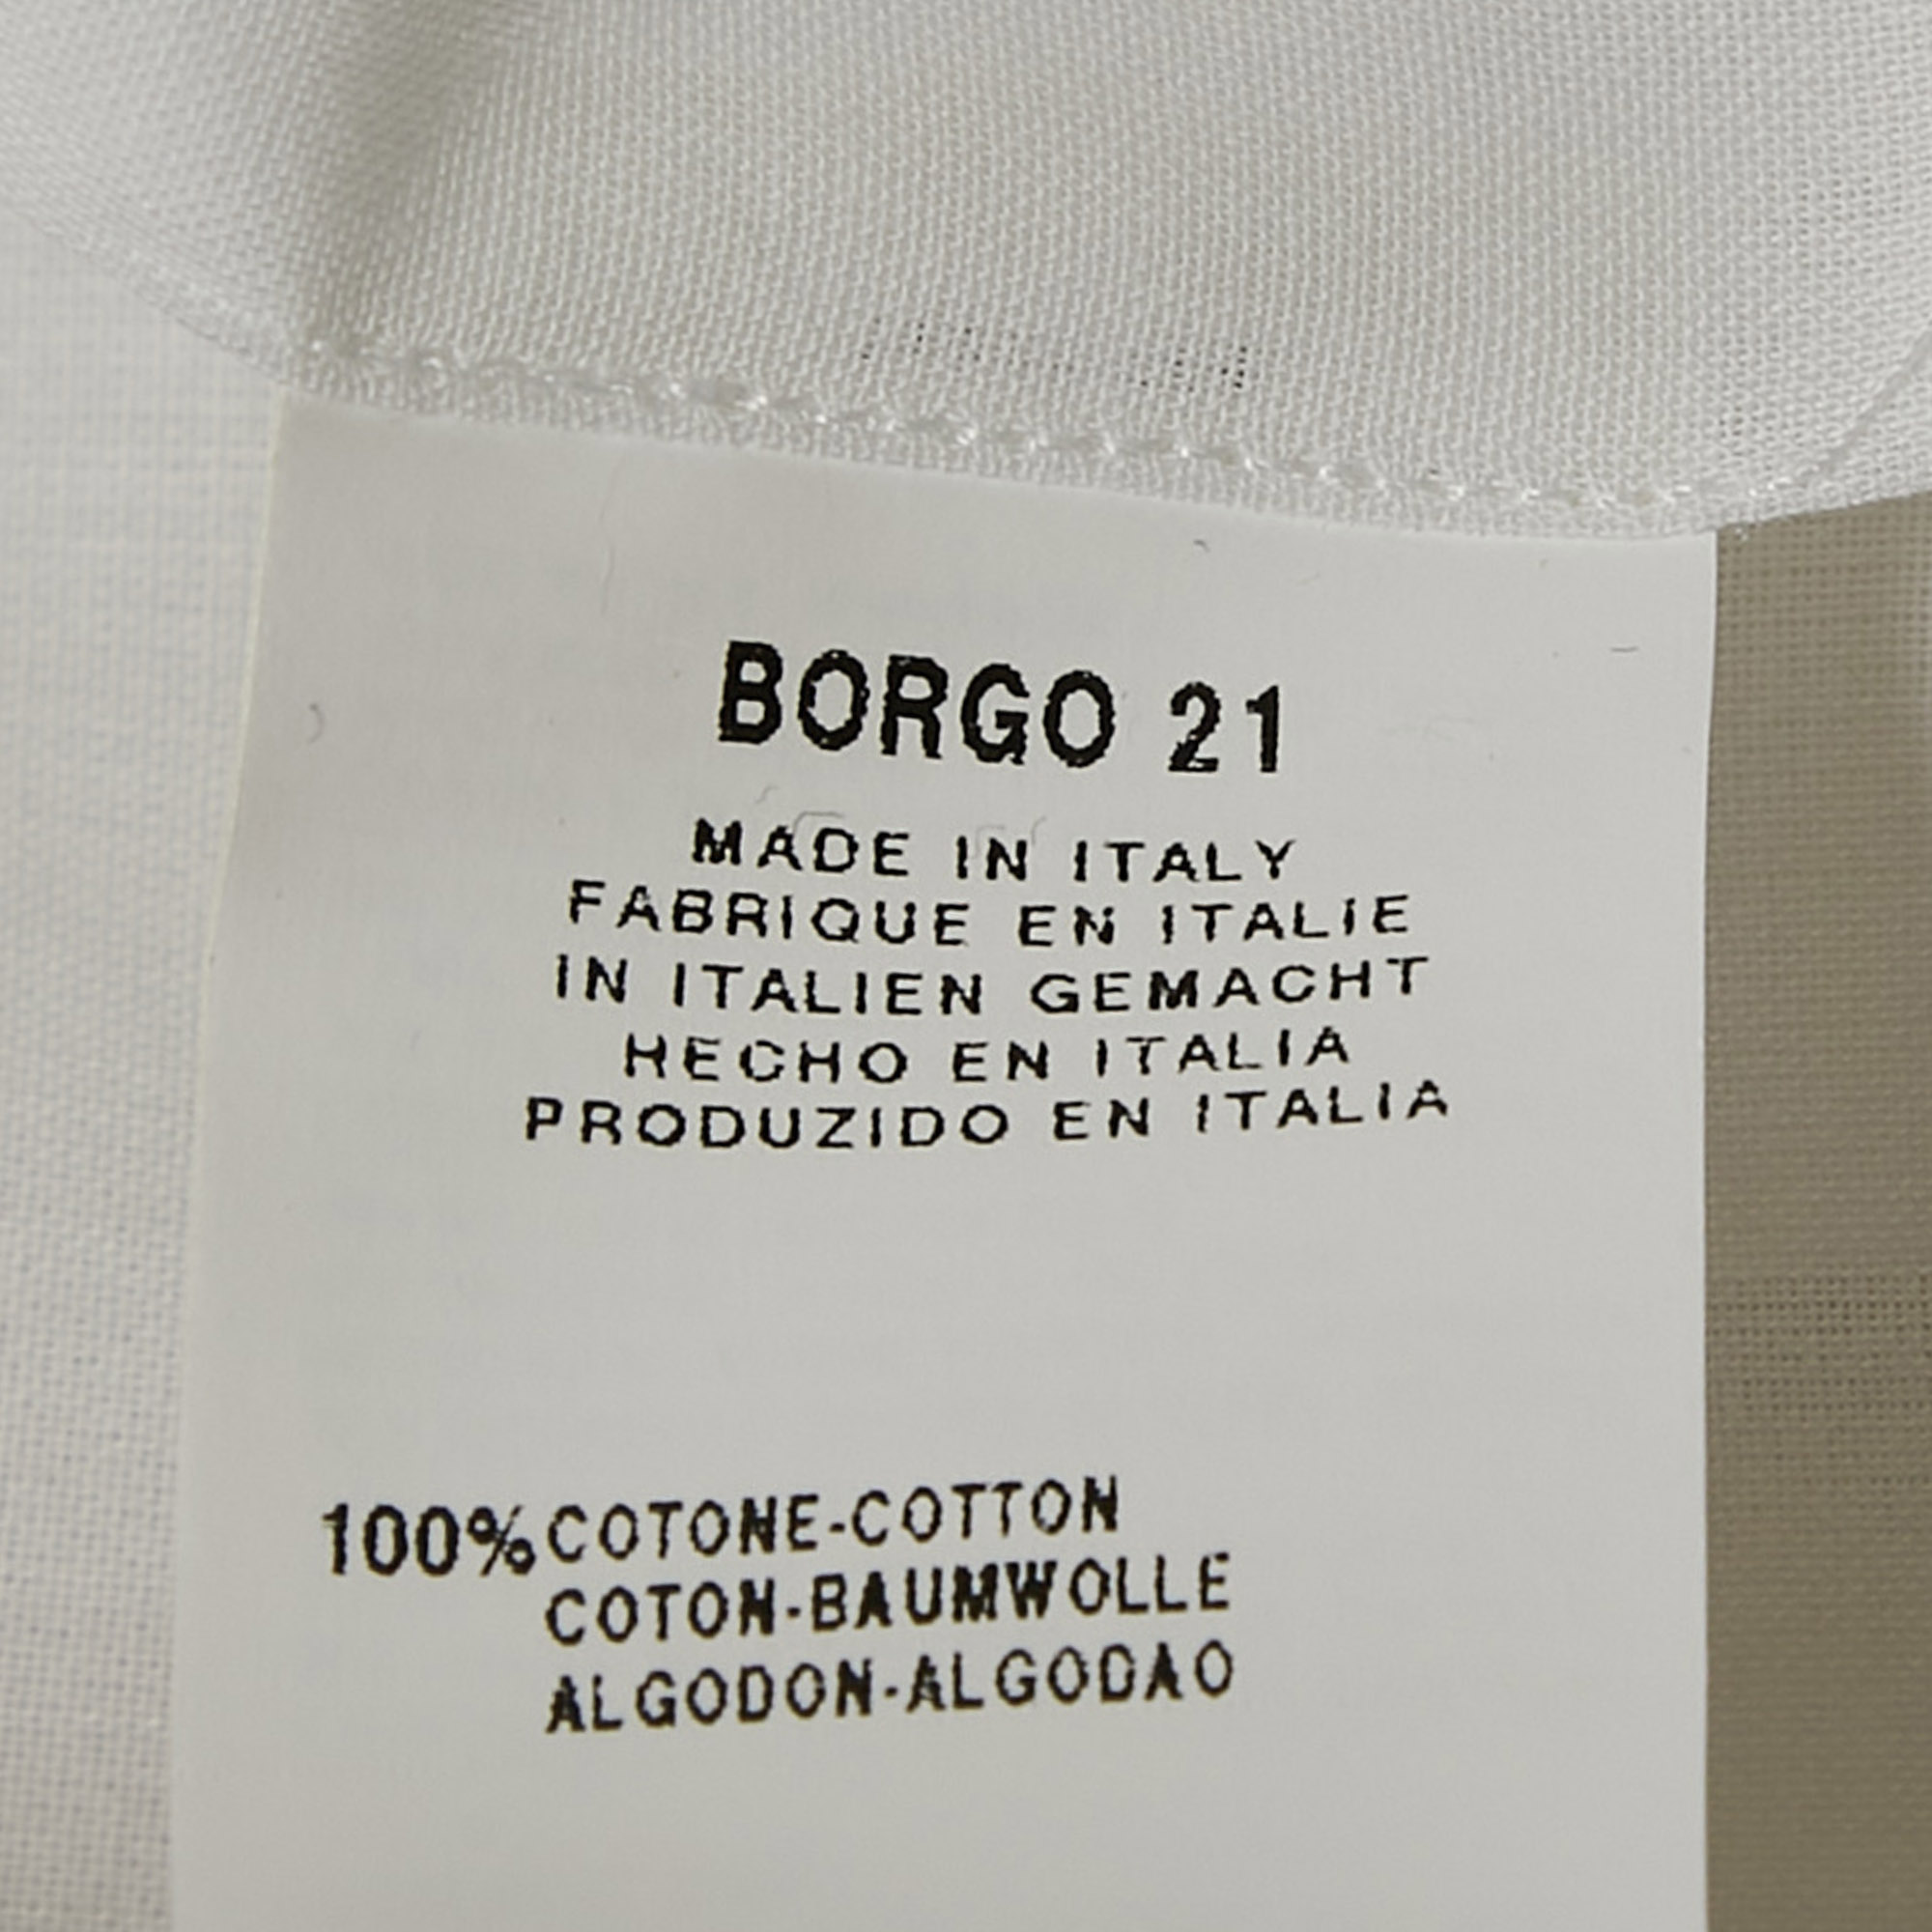 BORGO 21
MADE IN ITALY
FABRIQUE EN ITALIE
IN ITALIEN GEMACHT
HECHO EN ITALIA
PRODUZIDO EN ITALIA
100% COTONE-COTTON
COTON-BAUMWOLLE
ALGODON-ALGODAO